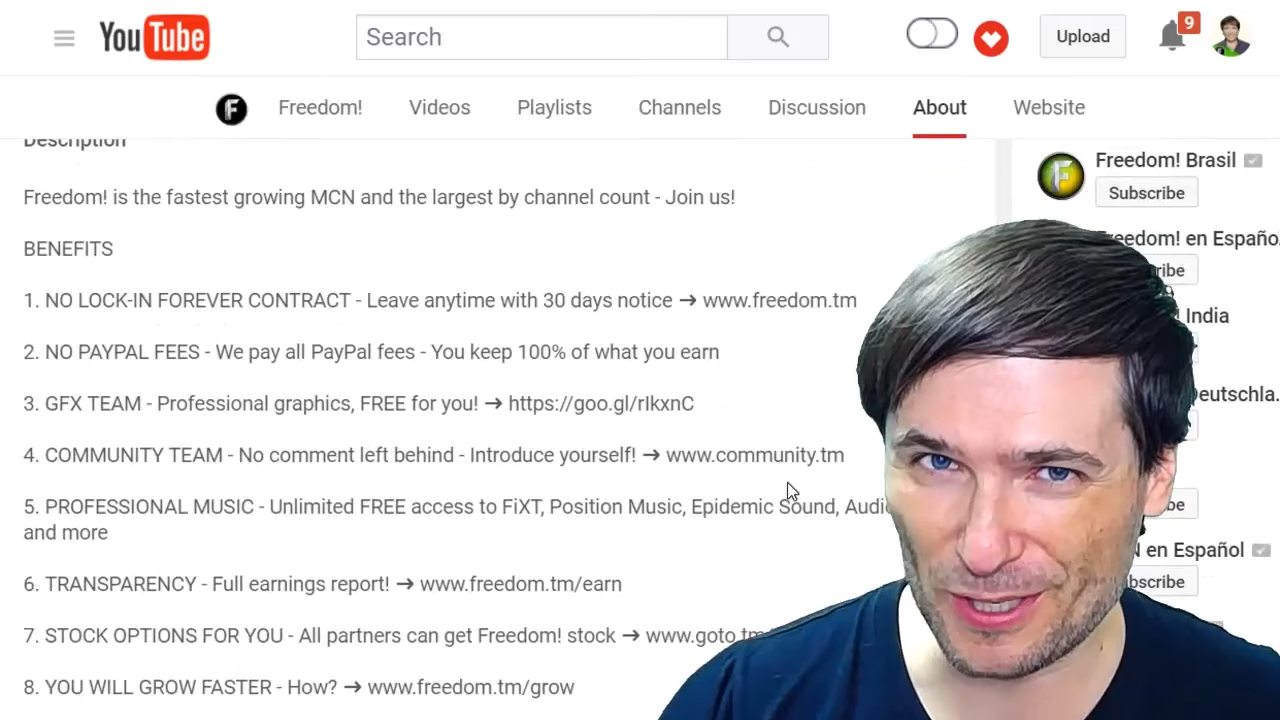 YouTube
Search
Upload
9
Freedom!
Videos
Playlists
Channels
Discussion
About
Website
Description
Freedom! is the fastest growing MCN and the largest by channel count - Join us!
BENEFITS
1. NO LOCK-IN FOREVER CONTRACT - Leave anytime with 30 days notice → www.freedom.tm
2. NO PAYPAL FEES - We pay all PayPal fees - You keep 100% of what you earn
3. GFX TEAM - Professional graphics, FREE for you! → https://goo.gl/rIkxnC
4. COMMUNITY TEAM - No comment left behind - Introduce yourself! → www.community.tm
5. PROFESSIONAL MUSIC - Unlimited FREE access to FiXT, Position Music, Epidemic Sound,
and more
6. TRANSPARENCY - Full earnings report! → www.freedom.tm/earn
7. STOCK OPTIONS FOR YOU - All partners can get Freedom! stock → www.goto.tm/
8. YOU WILL GROW FASTER - How? → www.freedom.tm/grow
Freedom! Brasil
Subscribe
Freedom! en Españo...
India
en Español